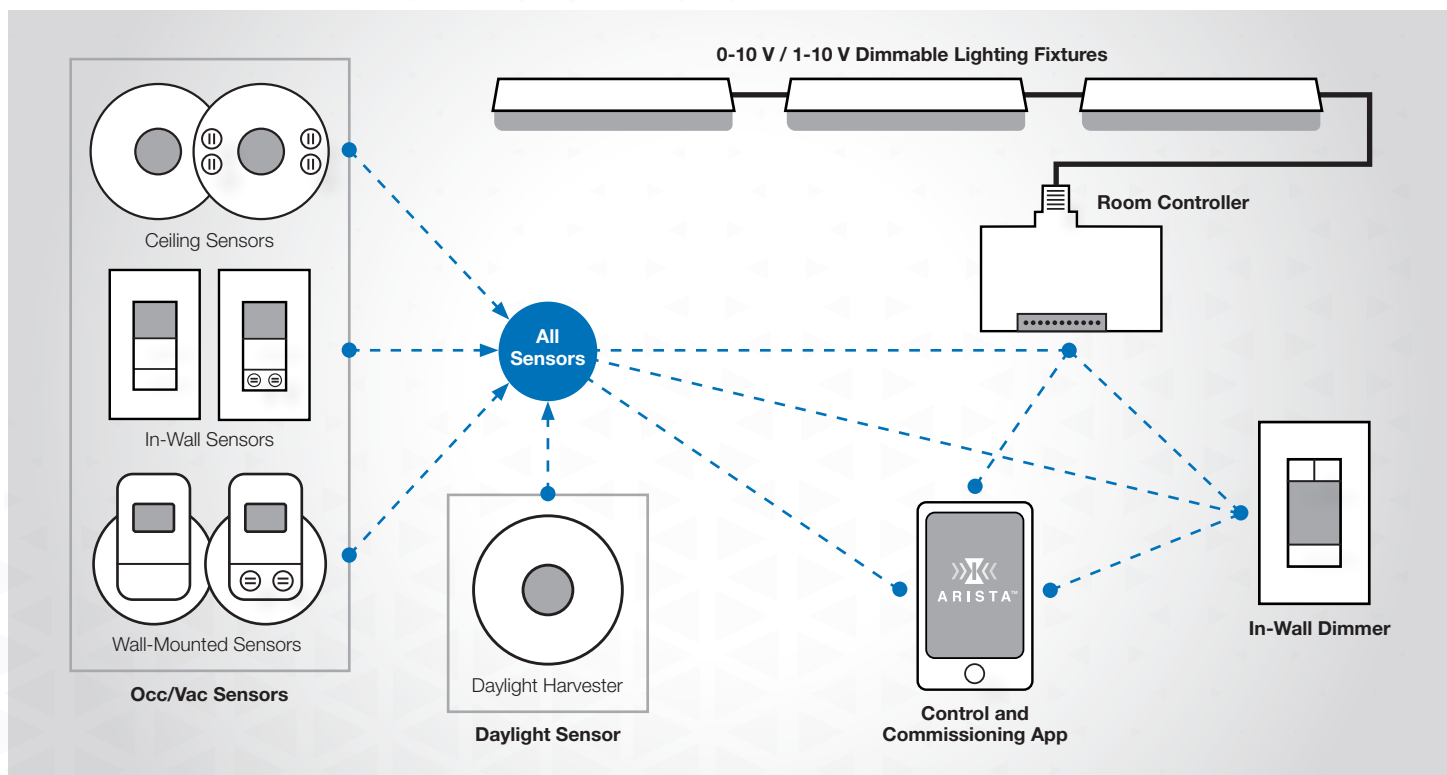 0-10 V / 1-10 V Dimmable Lighting Fixtures
Room Controller
Ceiling Sensors
In-Wall Sensors
Wall-Mounted Sensors
Occ/Vac Sensors
All
Sensors
Daylight Harvester
Daylight Sensor
ARISTA™
Control and
Commissioning App
In-Wall Dimmer